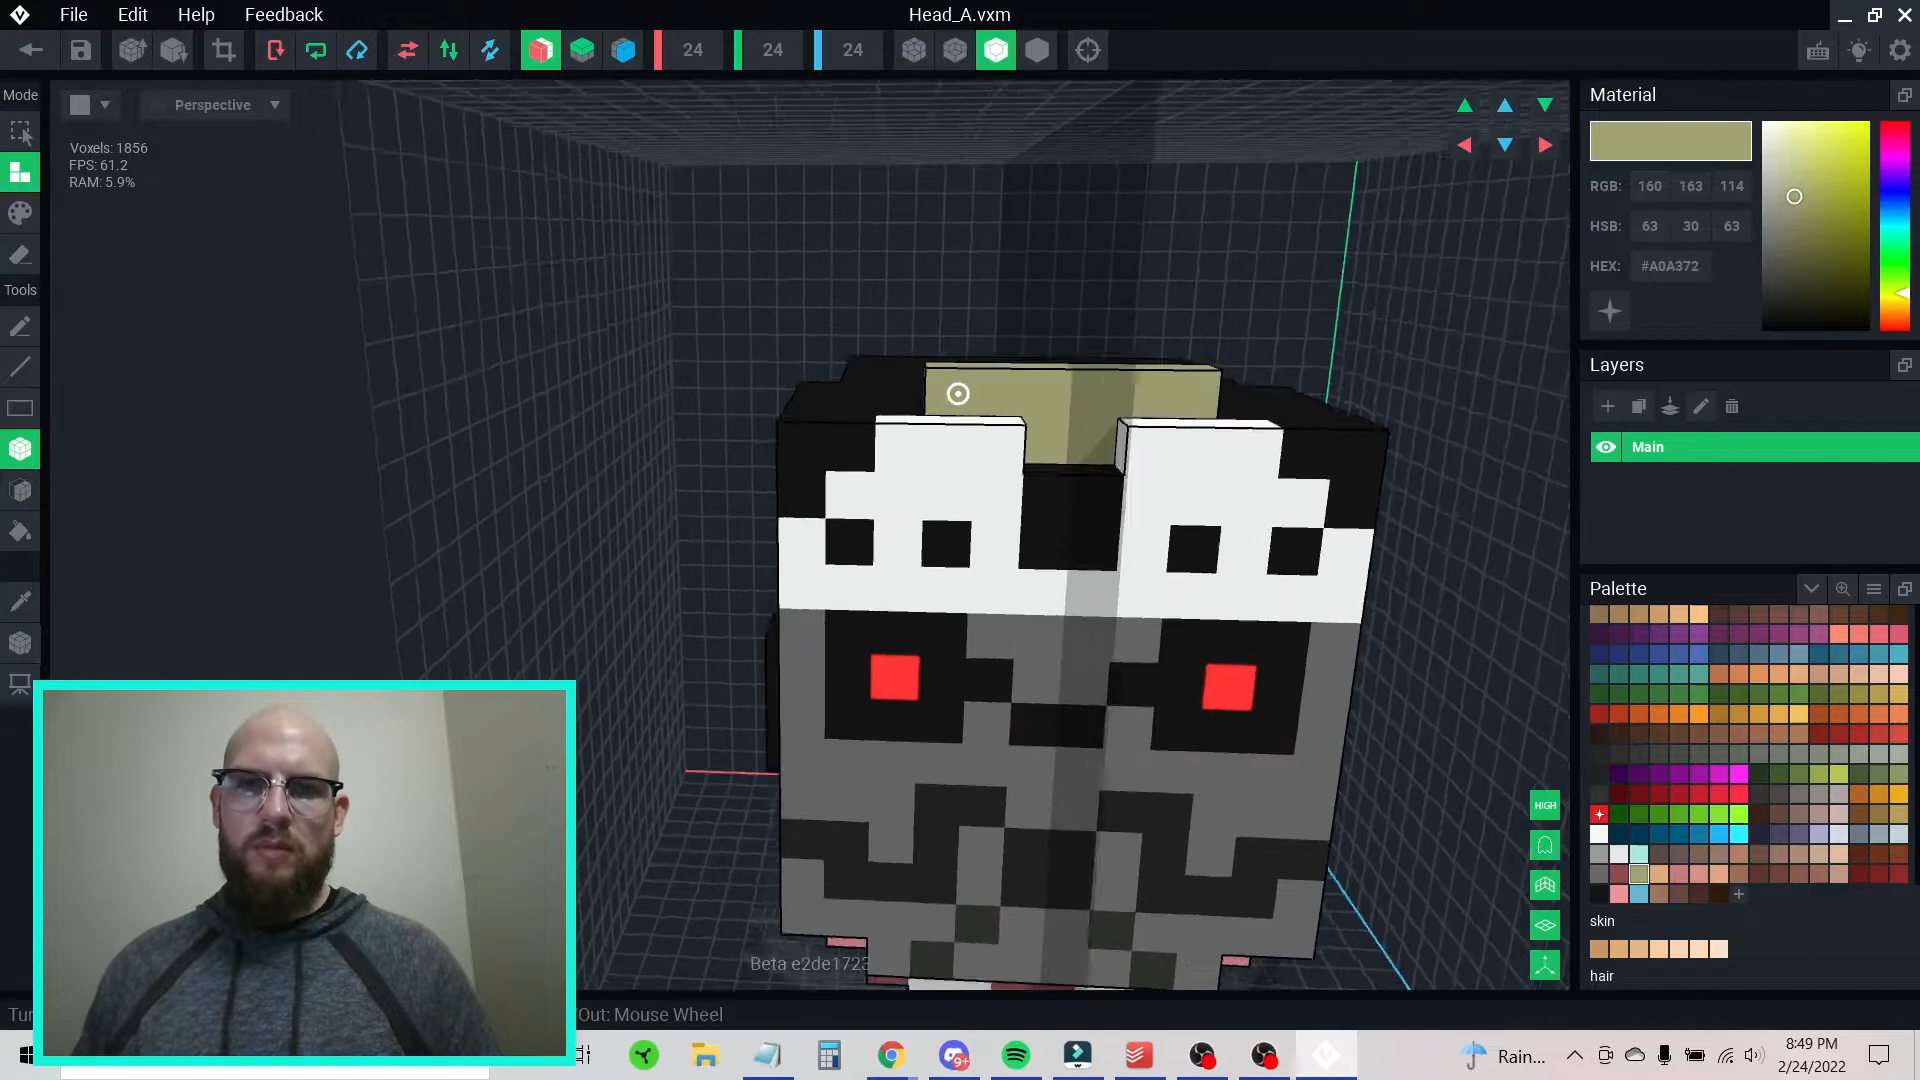 File Edit Help Feedback Head_A.vxm
24 24 24
Mode
Perspective
Voxels: 1856
FPS: 61.2
RAM: 5.9%
Tools
Material
RGB: 160 163 114
HSB: 63 30 63
HEX: #A0A372
Layers
Main
Palette
HIGH
skin
hair
Beta e2de1723
Out: Mouse Wheel
9+
Rain...
8:49 PM
2/24/2022